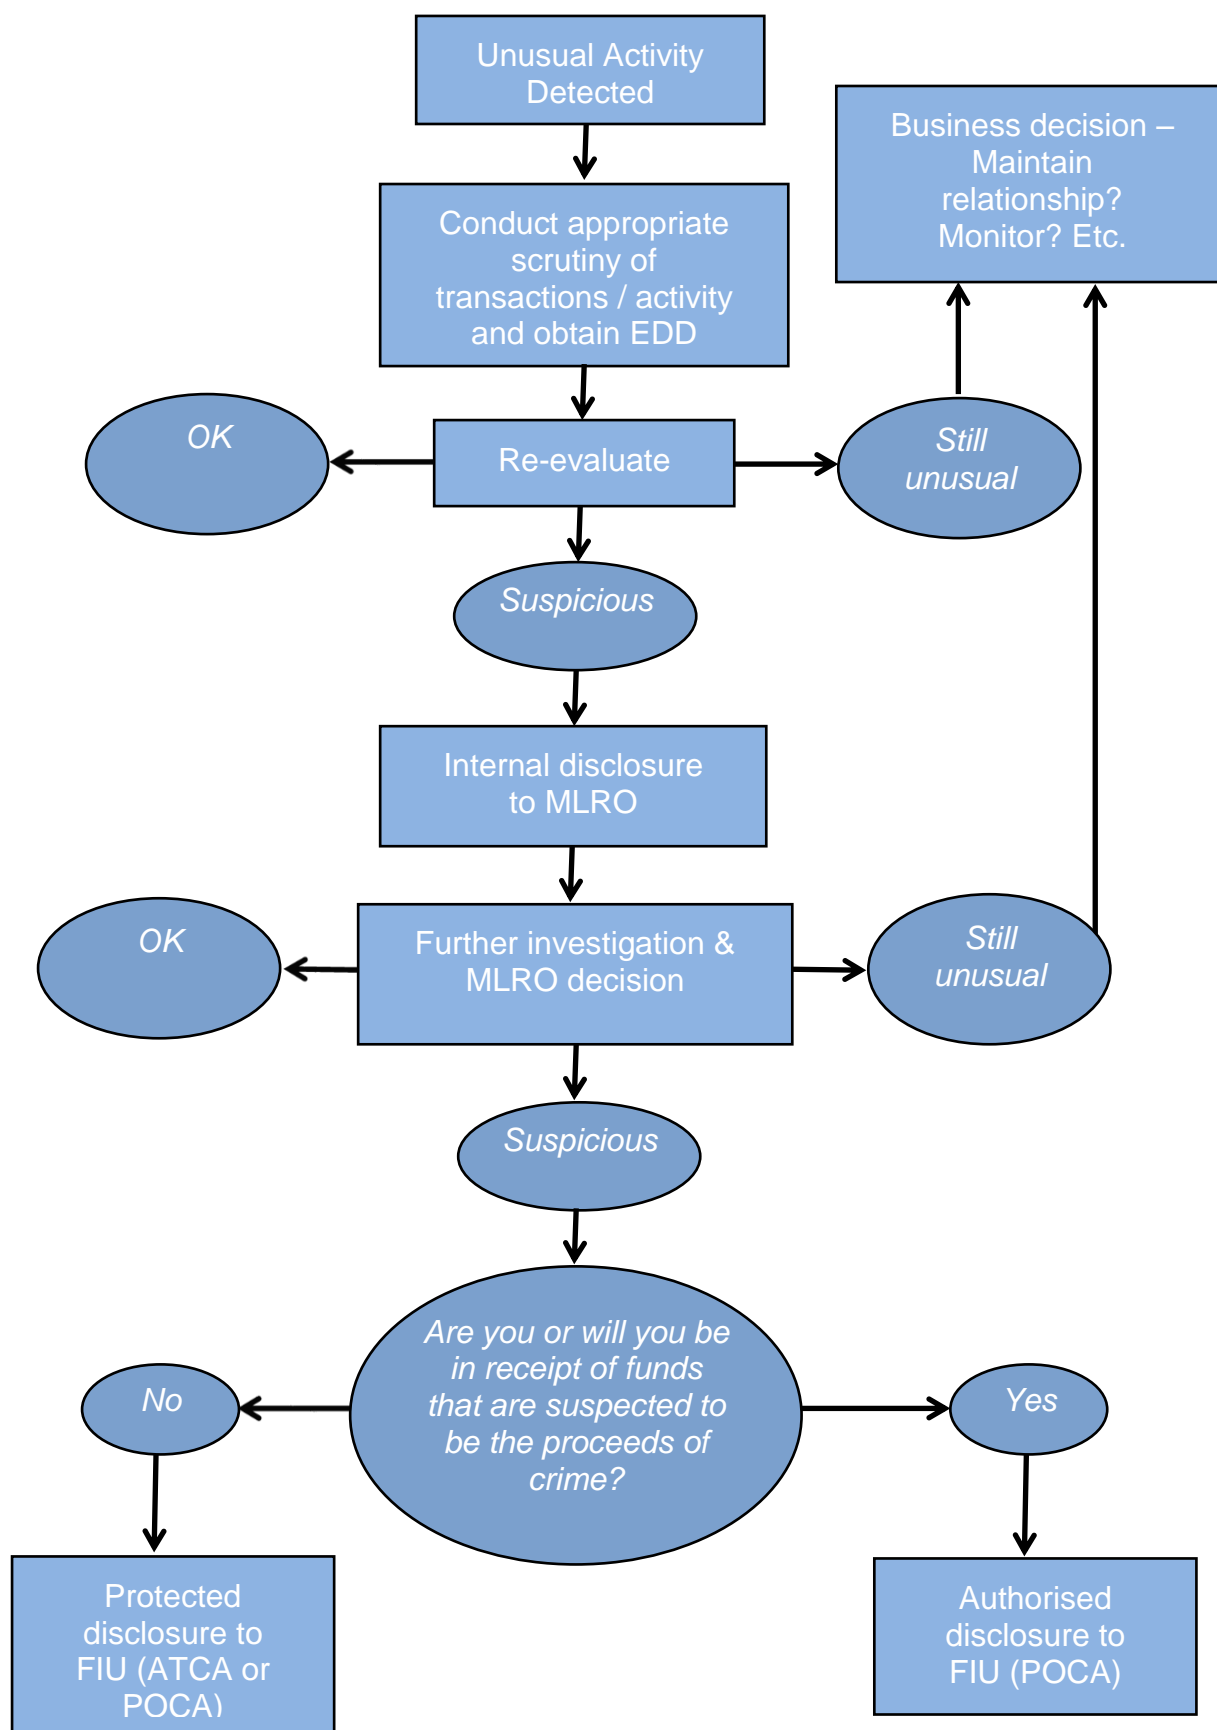 Unusual Activity
Detected
Business decision –
Maintain
relationship?
Monitor? Etc.
Conduct appropriate
scrutiny of
transactions / activity
and obtain EDD
OK
Re-evaluate
Still
unusual
Suspicious
Internal disclosure
to MLRO
OK
Further investigation &
MLRO decision
Still
unusual
Suspicious
Are you or will you be
in receipt of funds
that are suspected to
be the proceeds of
crime?
No
Yes
Protected
disclosure to
FIU (ATCA or
POCA)
Authorised
disclosure to
FIU (POCA)